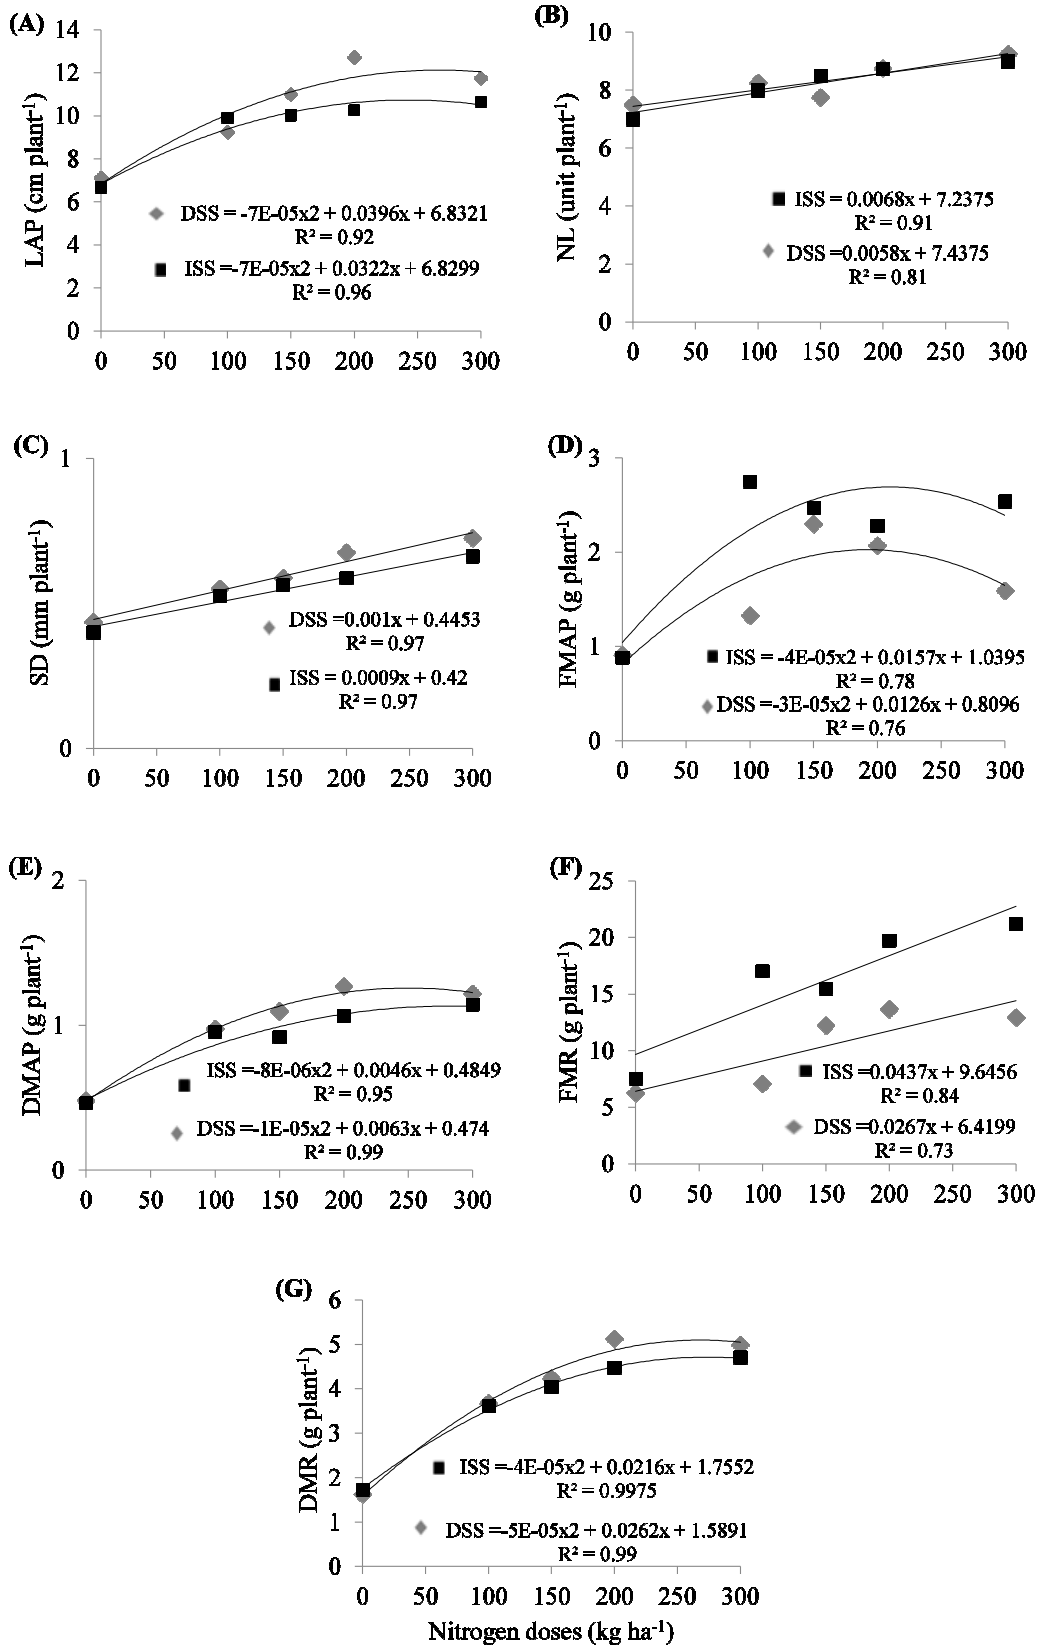 (A)
LAP (cm plant⁻¹)
14
12
10
8
6
4
2
0
0 50 100 150 200 250 300
DSS = -7E-05x2 + 0.0396x + 6.8321
R² = 0.92
ISS = -7E-05x2 + 0.0322x + 6.8299
R² = 0.96
(B)
NL (unit plant⁻¹)
10
8
6
4
2
0
0 50 100 150 200 250 300
ISS = 0.0068x + 7.2375
R² = 0.91
DSS = 0.0058x + 7.4375
R² = 0.81
(C)
SD (mm plant⁻¹)
1
0
0 50 100 150 200 250 300
DSS =0.001x + 0.4453
R² = 0.97
ISS = 0.0009x + 0.42
R² = 0.97
(D)
FMAP (g plant⁻¹)
3
2
1
0
0 50 100 150 200 250 300
ISS = -4E-05x2 + 0.0157x + 1.0395
R² = 0.78
DSS =-3E-05x2 + 0.0126x + 0.8096
R² = 0.76
(E)
DMAP (g plant⁻¹)
2
1
0
0 50 100 150 200 250 300
ISS =-8E-06x2 + 0.0046x + 0.4849
R² = 0.95
DSS =-1E-05x2 + 0.0063x + 0.474
R² = 0.99
(F)
FMR (g plant⁻¹)
25
20
15
10
5
0
0 50 100 150 200 250 300
ISS =0.0437x + 9.6456
R² = 0.84
DSS =0.0267x + 6.4199
R² = 0.73
(G)
DMR (g plant⁻¹)
6
5
4
3
2
1
0
0 50 100 150 200 250 300
ISS =-4E-05x2 + 0.0216x + 1.7552
R² = 0.9975
DSS =-5E-05x2 + 0.0262x + 1.5891
R² = 0.99
Nitrogen doses (kg ha⁻¹)